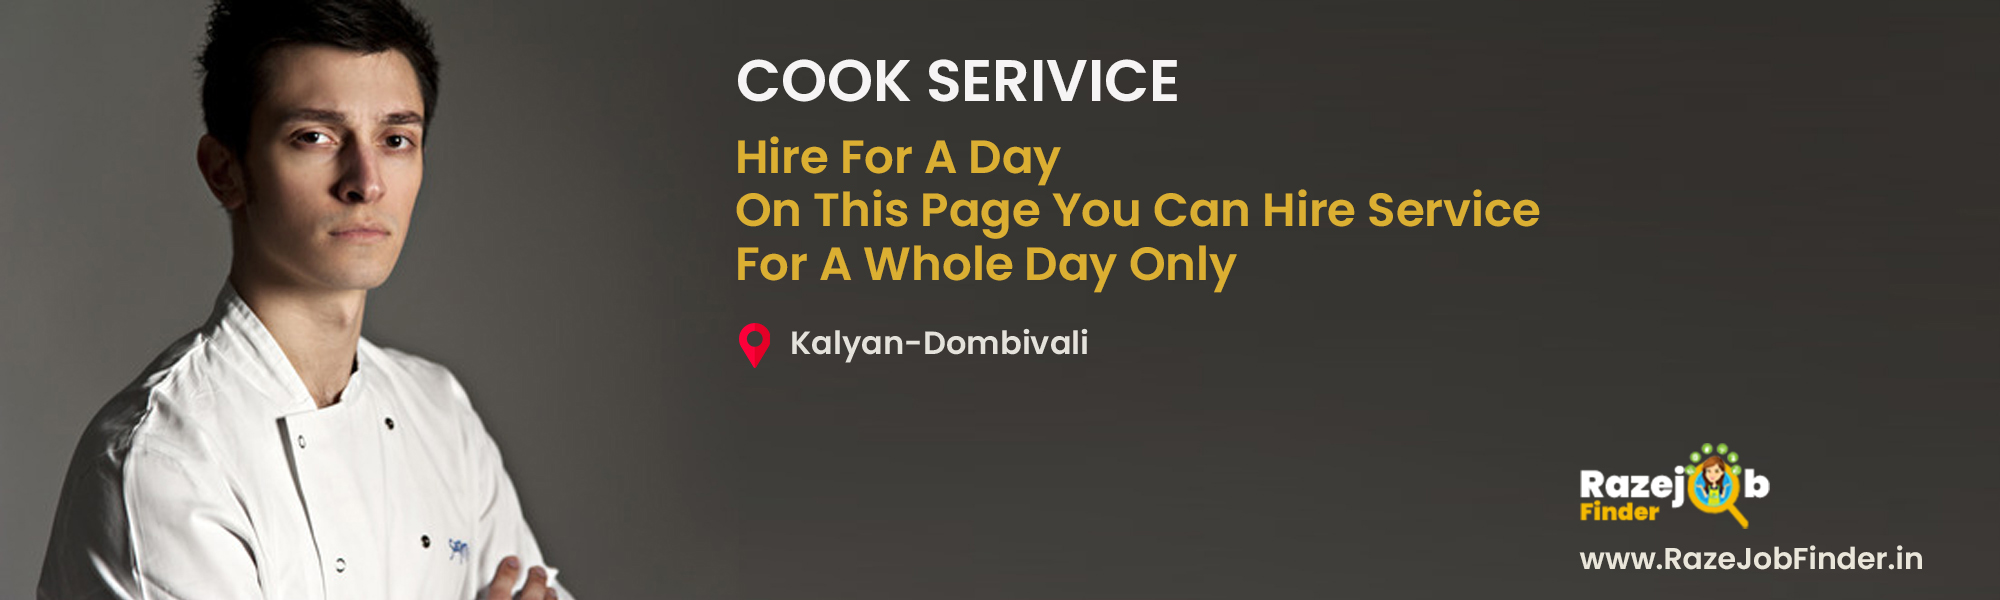 COOK SERIVICE
Hire For A Day
On This Page You Can Hire Service
For A Whole Day Only
Kalyan-Dombivali
Razejob
Finder
www.RazeJobFinder.in